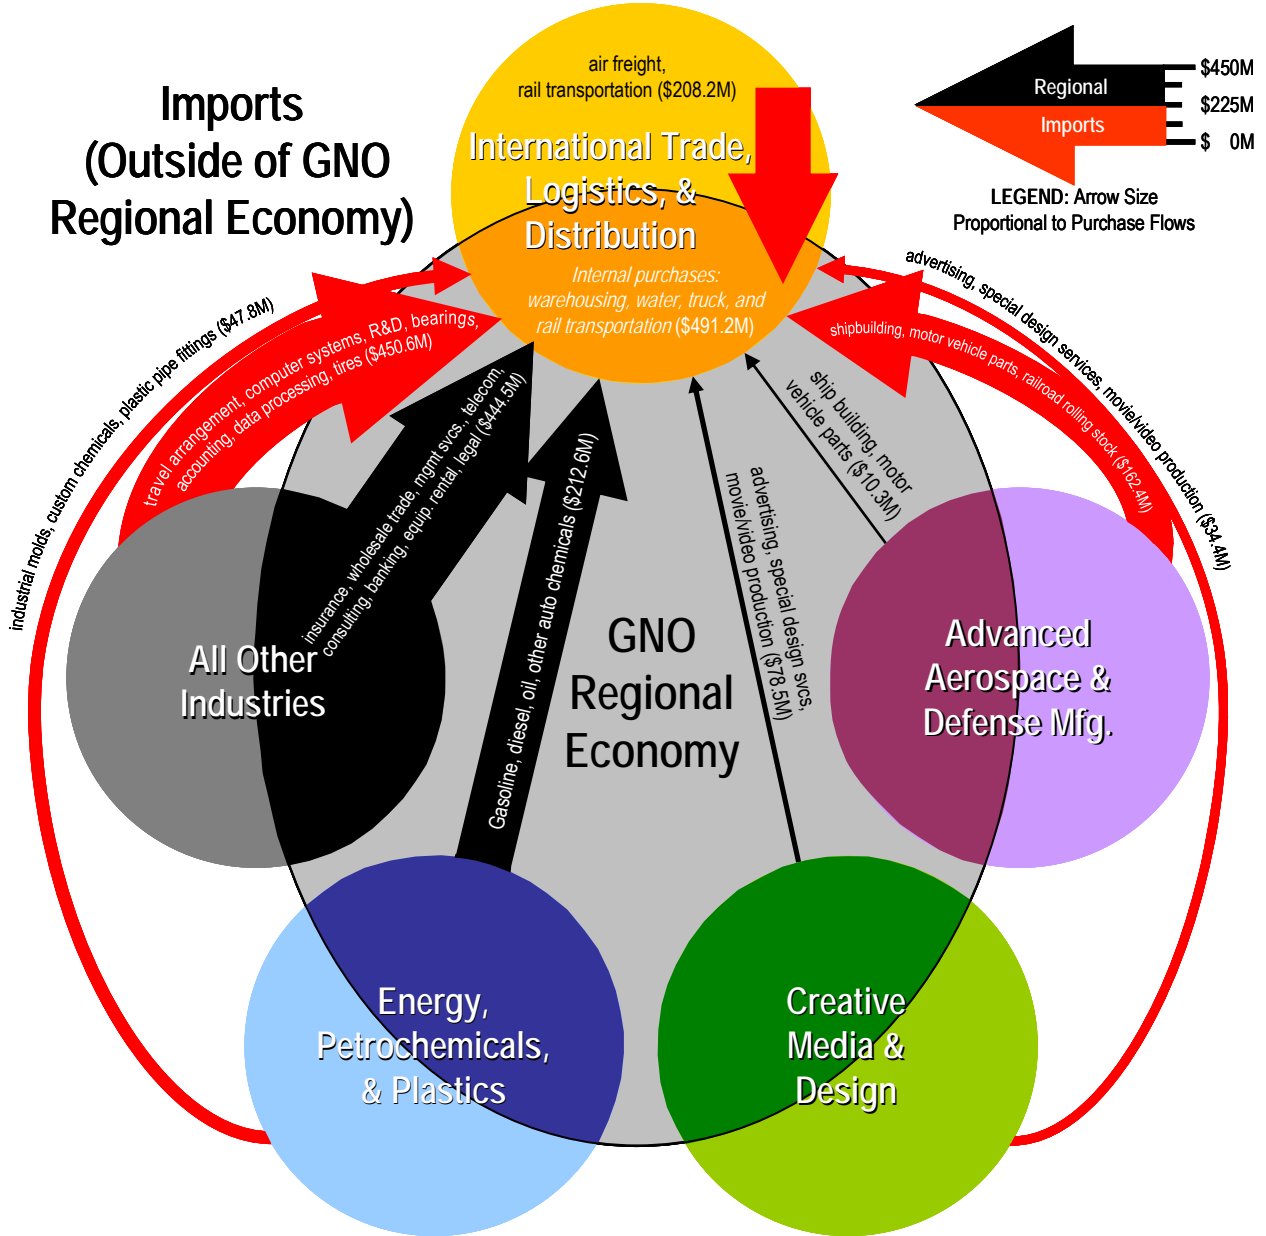 air freight,
rail transportation ($208.2M)
International Trade,
Logistics, &
Distribution
Internal purchases:
warehousing, water, truck, and
rail transportation ($491.2M)
Imports
(Outside of GNO
Regional Economy)
Regional
Imports
$450M
$225M
$ 0M
LEGEND: Arrow Size
Proportional to Purchase Flows
industrial molds, custom chemicals, plastic pipe fittings ($47.8M)
travel arrangement, computer systems, R&D, bearings,
accounting, data processing, tires ($450.6M)
insurance, wholesale trade, mgmt svcs., telecom,
consulting, banking, equip. rental, legal ($444.5M)
Gasoline, diesel, oil, other auto chemicals ($212.6M)
advertising, special design svcs,
movie/video production ($78.5M)
ship building, motor
vehicle parts ($10.3M)
shipbuilding, motor vehicle parts, railroad rolling stock ($162.4M)
advertising, special design services, movie/video production ($34.4M)
GNO
Regional
Economy
All Other
Industries
Advanced
Aerospace &
Defense Mfg.
Energy,
Petrochemicals,
& Plastics
Creative
Media &
Design